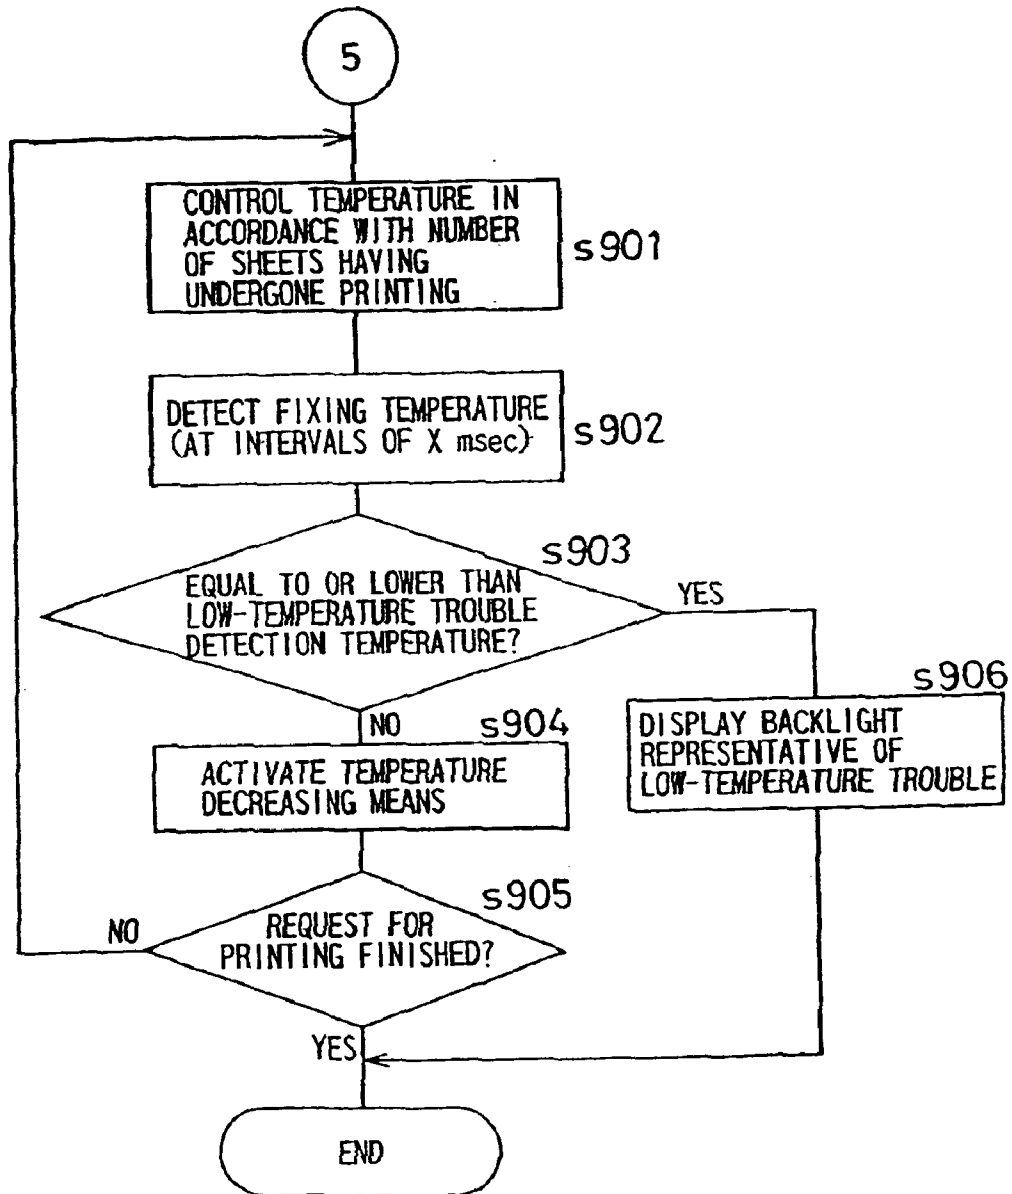 5
CONTROL TEMPERATURE IN
ACCORDANCE WITH NUMBER
OF SHEETS HAVING
UNDERGONE PRINTING
s901
DETECT FIXING TEMPERATURE
(AT INTERVALS OF X msec)
s902
s903
EQUAL TO OR LOWER THAN
LOW-TEMPERATURE TROUBLE
DETECTION TEMPERATURE?
YES
s906
DISPLAY BACKLIGHT
REPRESENTATIVE OF
LOW-TEMPERATURE TROUBLE
NO
s904
ACTIVATE TEMPERATURE
DECREASING MEANS
s905
REQUEST FOR
PRINTING FINISHED?
NO
YES
END